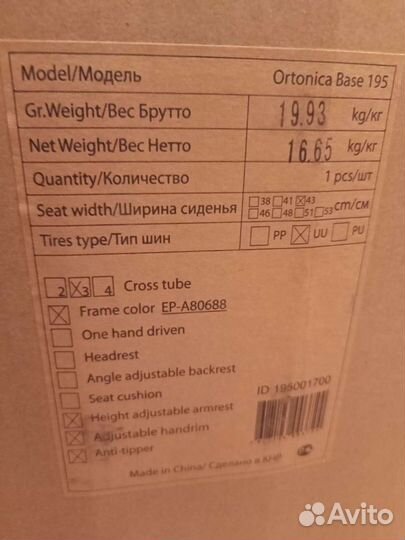 Model/Модель Ortonica Base 195
Gr.Weight/Вес Брутто 19.93 kg/кг
Net Weight/Вес Нетто 16.65 kg/кг
Quantity/Количество 1 pcs/шт
Seat width/Ширина сиденья 38 41 43 46 48 51 53 cm/см
Tires type/Тип шин PP UU PU
2 3 4 Cross tube
Frame color EP-A80688
One hand driven
Headrest
Angle adjustable backrest
Seat cushion
Height adjustable armrest
Adjustable handrim
Anti-tipper
ID 195001700
Made in China/ Сделано в КНР
Avito